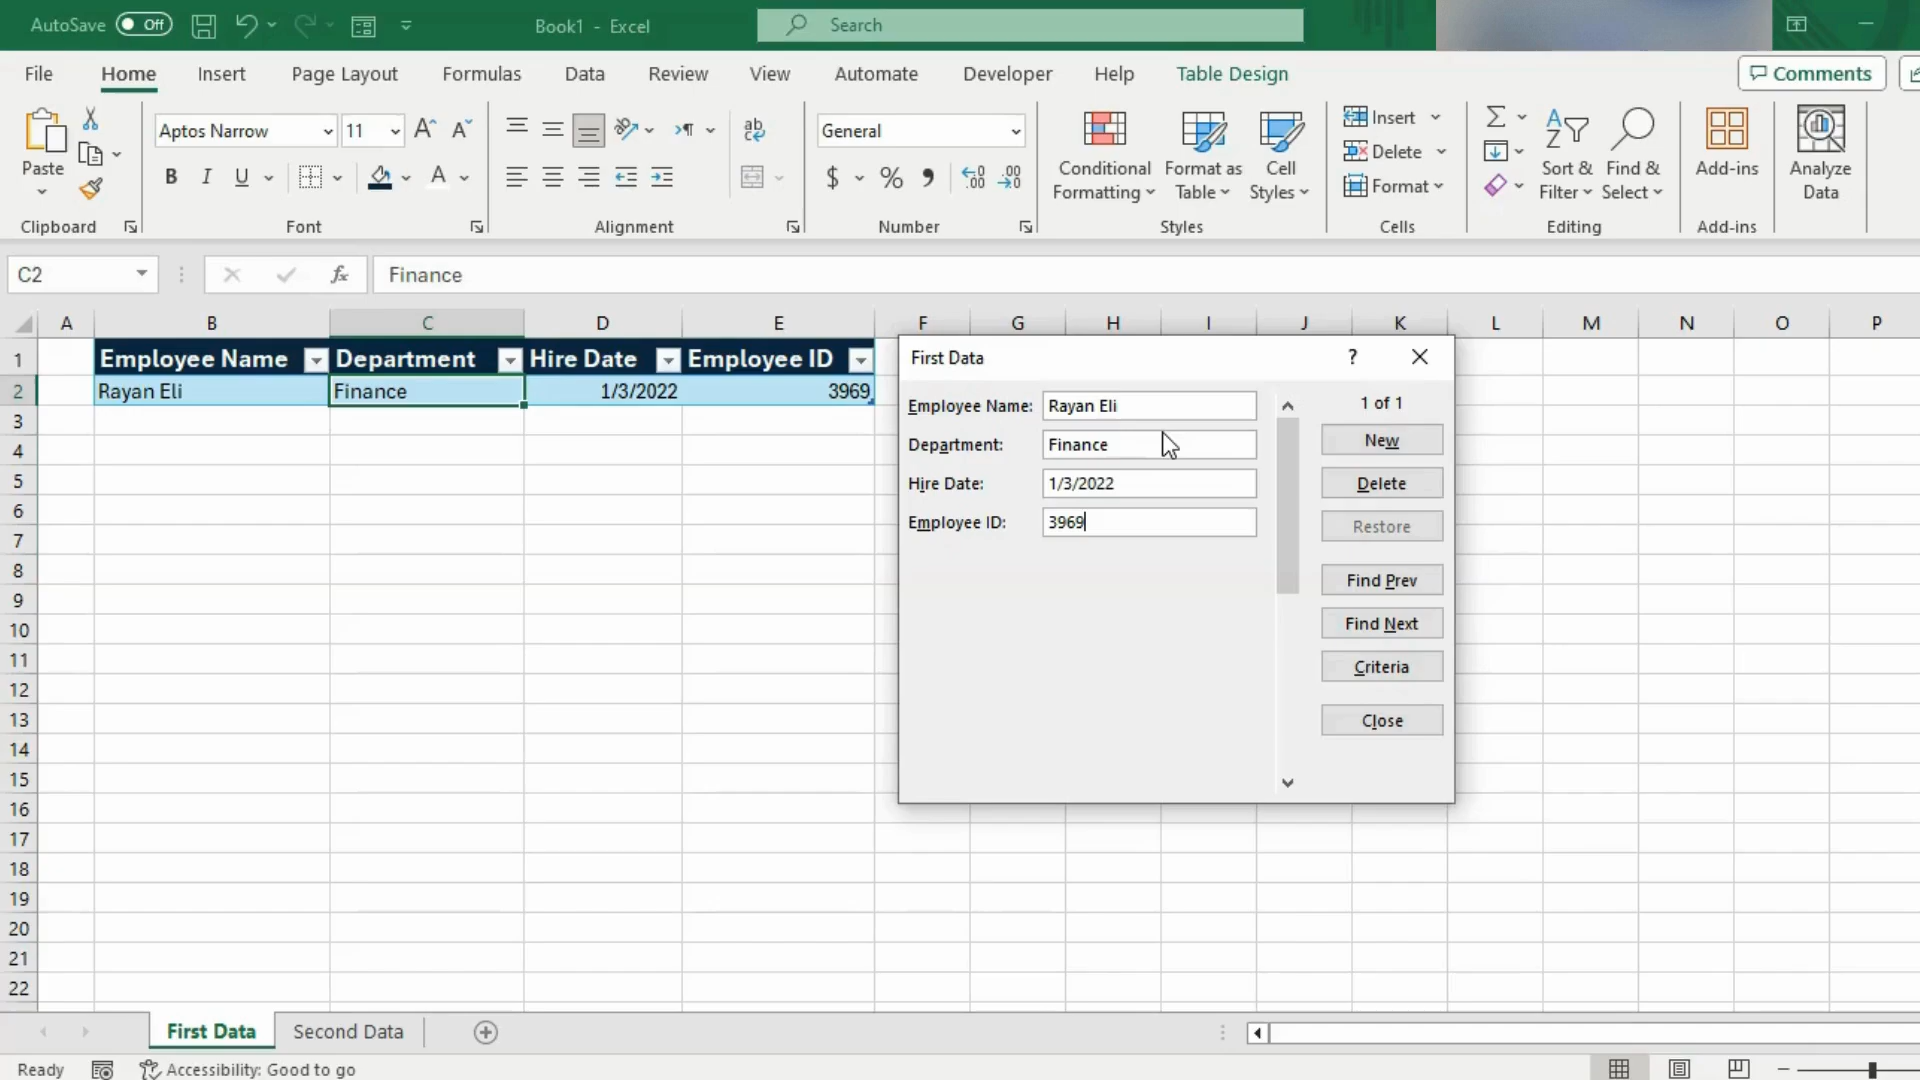 AutoSave Off Book1 - Excel Search
File Home Insert Page Layout Formulas Data Review View Automate Developer Help Table Design Comments
Paste
Clipboard
Aptos Narrow 11
B I U A
Font
ab
Alignment
General
$ % 9 .00
Number
Conditional Formatting
Format as Table
Cell Styles
Styles
Insert
Delete
Format
Cells
Sort & Filter
Find & Select
Editing
Add-ins
Add-ins
Analyze Data
C2 fx Finance
A B C D E F G H I J K L M N O P
1 Employee Name Department Hire Date Employee ID
2 Rayan Eli Finance 1/3/2022 3969
3
4
5
6
7
8
9
10
11
12
13
14
15
16
17
18
19
20
21
22
First Data ? ×
Employee Name: Rayan Eli
Department: Finance
Hire Date: 1/3/2022
Employee ID: 3969
1 of 1
New
Delete
Restore
Find Prev
Find Next
Criteria
Close
First Data Second Data
Ready Accessibility: Good to go